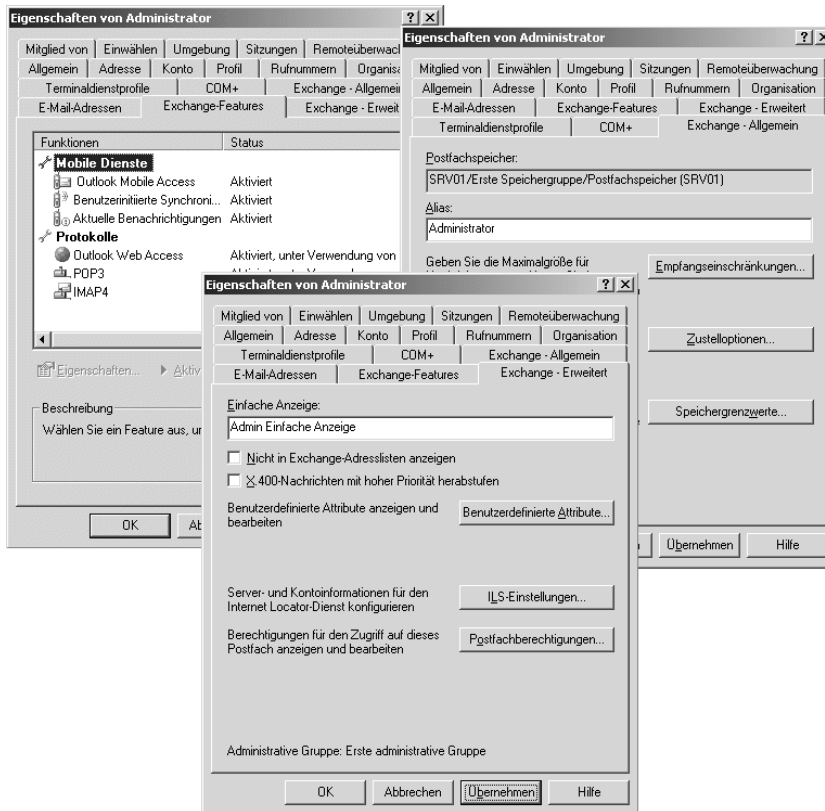 Eigenschaften von Administrator
Mitglied von Einwählen Umgebung Sitzungen Remoteüberwac
Allgemein Adresse Konto Profil Rufnummern Organisa
Terminaldienstprofile COM+ Exchange - Allgemei
E-Mail-Adressen Exchange-Features Exchange - Erweit
Funktionen Status
Mobile Dienste
Outlook Mobile Access Aktiviert
Benutzerinitiierte Synchroni... Aktiviert
Aktuelle Benachrichtigungen Aktiviert
Protokolle
Outlook Web Access Aktiviert, unter Verwendung von
POP3
IMAP4
Eigenschaften... Aktiv
Beschreibung
Wählen Sie ein Feature aus, u
OK Ab
Eigenschaften von Administrator
Mitglied von Einwählen Umgebung Sitzungen Remoteüberwachung
Allgemein Adresse Konto Profil Rufnummern Organisation
E-Mail-Adressen Exchange-Features Exchange - Erweitert
Terminaldienstprofile COM+ Exchange - Allgemein
Postfachspeicher:
SRV01/Erste Speichergruppe/Postfachspeicher (SRV01)
Alias:
Administrator
Geben Sie die Maximalgröße für
Empfangseinschränkungen...
Zustelloptionen...
Speichergrenzwerte...
Übernehmen Hilfe
Eigenschaften von Administrator
Mitglied von Einwählen Umgebung Sitzungen Remoteüberwachung
Allgemein Adresse Konto Profil Rufnummern Organisation
Terminaldienstprofile COM+ Exchange - Allgemein
E-Mail-Adressen Exchange-Features Exchange - Erweitert
Einfache Anzeige:
Admin Einfache Anzeige
Nicht in Exchange-Adresslisten anzeigen
X.400-Nachrichten mit hoher Priorität herabstufen
Benutzerdefinierte Attribute anzeigen und
bearbeiten
Benutzerdefinierte Attribute...
Server- und Kontoinformationen für den
Internet Locator-Dienst konfigurieren
ILS-Einstellungen...
Berechtigungen für den Zugriff auf dieses
Postfach anzeigen und bearbeiten
Postfachberechtigungen...
Administrative Gruppe: Erste administrative Gruppe
OK Abbrechen Übernehmen Hilfe